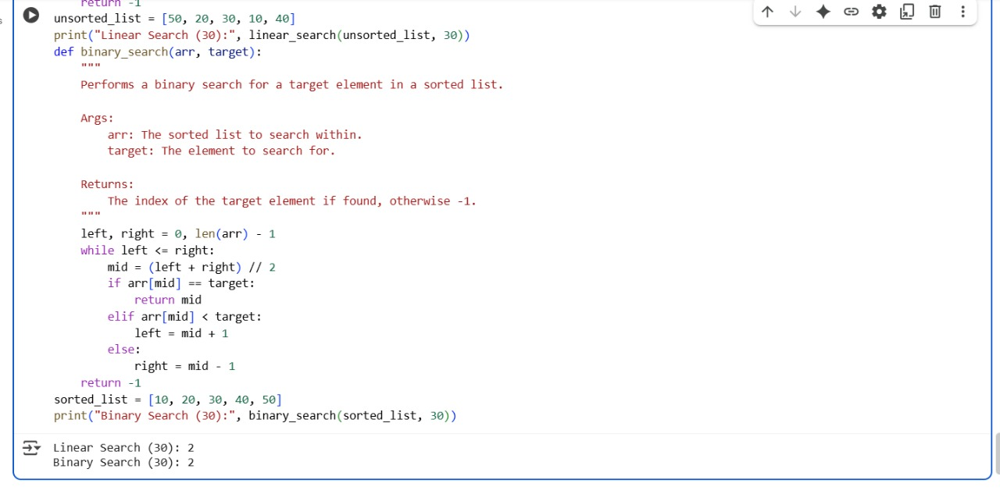 return -1
unsorted_list = [50, 20, 30, 10, 40]
print("Linear Search (30):", linear_search(unsorted_list, 30))
def binary_search(arr, target):
    """
    Performs a binary search for a target element in a sorted list.

    Args:
        arr: The sorted list to search within.
        target: The element to search for.

    Returns:
        The index of the target element if found, otherwise -1.
    """
    left, right = 0, len(arr) - 1
    while left <= right:
        mid = (left + right) // 2
        if arr[mid] == target:
            return mid
        elif arr[mid] < target:
            left = mid + 1
        else:
            right = mid - 1
    return -1
sorted_list = [10, 20, 30, 40, 50]
print("Binary Search (30):", binary_search(sorted_list, 30))
Linear Search (30): 2
Binary Search (30): 2